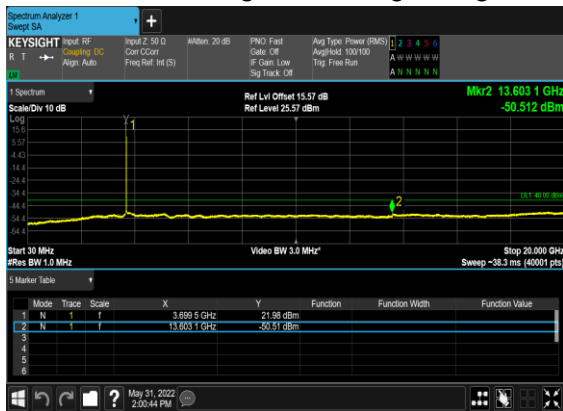 Spectrum Analyzer 1
Swept SA
KEYSIGHT Input: RF Input Z: 50 Ω #Atten: 20 dB PNO: Fast Avg Type: Power (RMS) 1 2 3 4 5 6
R T Coupling: DC Corr CCorr Gate: Off Avg|Hold: 100/100 A W W W W W
Align: Auto Freq Ref: Int (S) IF Gain: Low Trig: Free Run
Sig Track: Off A N N N N N
1 Spectrum Ref Lvl Offset 15.57 dB Mkr2 13.603 1 GHz
Scale/Div 10 dB Ref Level 25.57 dBm -50.512 dBm
Log
15.6
5.57
-4.43
-14.4
-24.4
-34.4
-44.4
-54.4
-64.4
1
2
DL1 -40.00 dBm
Start 30 MHz Video BW 3.0 MHz* Stop 20.000 GHz
#Res BW 1.0 MHz Sweep ~38.3 ms (40001 pts)
5 Marker Table
Mode Trace Scale X Y Function Function Width Function Value
1 N 1 f 3.699 5 GHz 21.98 dBm
2 N 1 f 13.603 1 GHz -50.51 dBm
3
4
5
6
May 31, 2022
2:00:44 PM